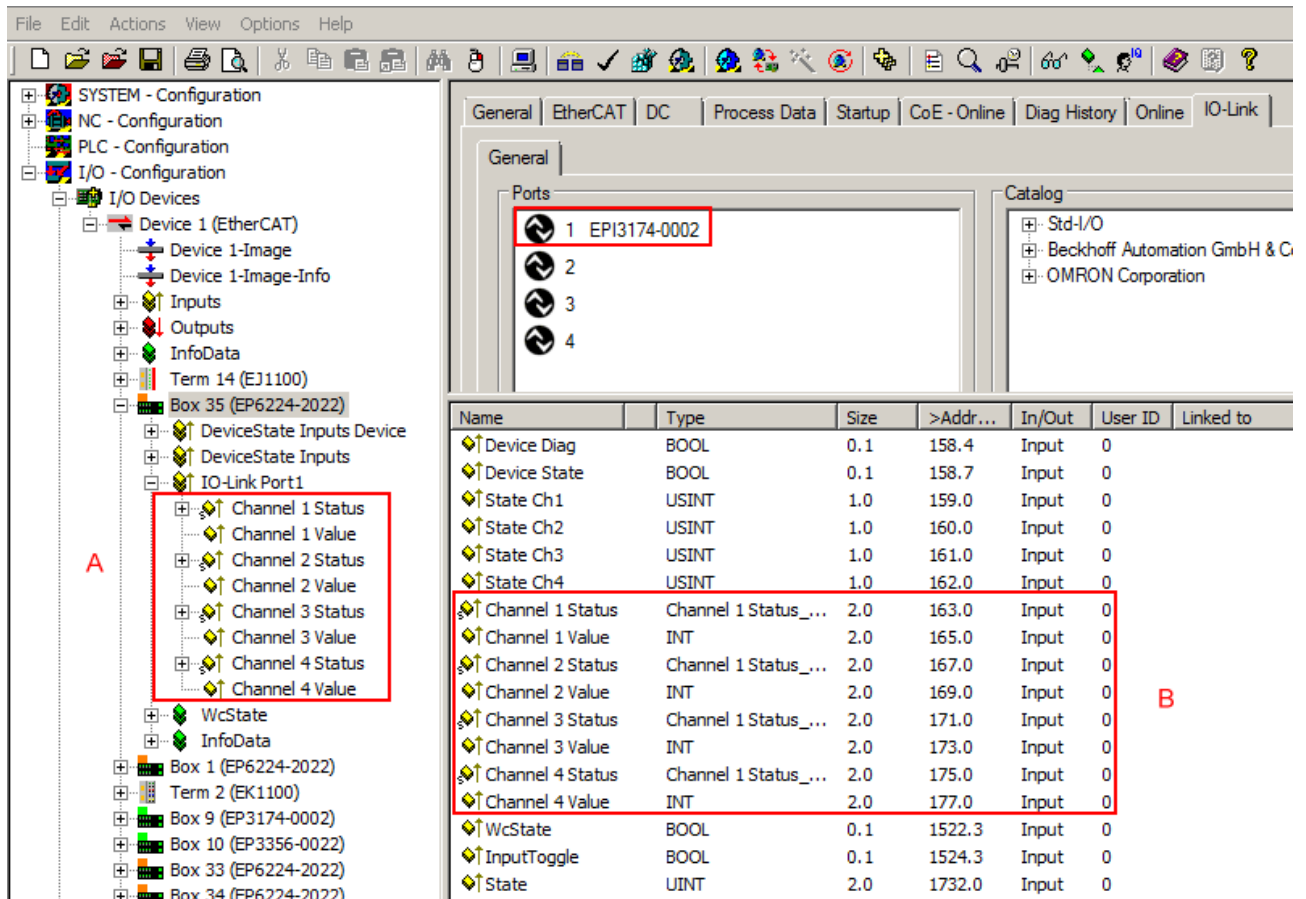 File Edit Actions View Options Help
SYSTEM - Configuration
NC - Configuration
PLC - Configuration
I/O - Configuration
I/O Devices
Device 1 (EtherCAT)
Device 1-Image
Device 1-Image-Info
Inputs
Outputs
InfoData
Term 14 (EJ1100)
Box 35 (EP6224-2022)
DeviceState Inputs Device
DeviceState Inputs
IO-Link Port1
Channel 1 Status
Channel 1 Value
Channel 2 Status
Channel 2 Value
Channel 3 Status
Channel 3 Value
Channel 4 Status
Channel 4 Value
A
WcState
InfoData
Box 1 (EP6224-2022)
Term 2 (EK1100)
Box 9 (EP3174-0002)
Box 10 (EP3356-0022)
Box 33 (EP6224-2022)
Box 34 (EP6224-2022)
General EtherCAT DC Process Data Startup CoE - Online Diag History Online IO-Link
General
Ports
1 EPI3174-0002
2
3
4
Catalog
Std-I/O
Beckhoff Automation GmbH & C
OMRON Corporation
Name Type Size >Addr... In/Out User ID Linked to
Device Diag BOOL 0.1 158.4 Input 0
Device State BOOL 0.1 158.7 Input 0
State Ch1 USINT 1.0 159.0 Input 0
State Ch2 USINT 1.0 160.0 Input 0
State Ch3 USINT 1.0 161.0 Input 0
State Ch4 USINT 1.0 162.0 Input 0
Channel 1 Status Channel 1 Status_... 2.0 163.0 Input 0
Channel 1 Value INT 2.0 165.0 Input 0
Channel 2 Status Channel 1 Status_... 2.0 167.0 Input 0
Channel 2 Value INT 2.0 169.0 Input 0
Channel 3 Status Channel 1 Status_... 2.0 171.0 Input 0
Channel 3 Value INT 2.0 173.0 Input 0
Channel 4 Status Channel 1 Status_... 2.0 175.0 Input 0
Channel 4 Value INT 2.0 177.0 Input 0
B
WcState BOOL 0.1 1522.3 Input 0
InputToggle BOOL 0.1 1524.3 Input 0
State UINT 2.0 1732.0 Input 0